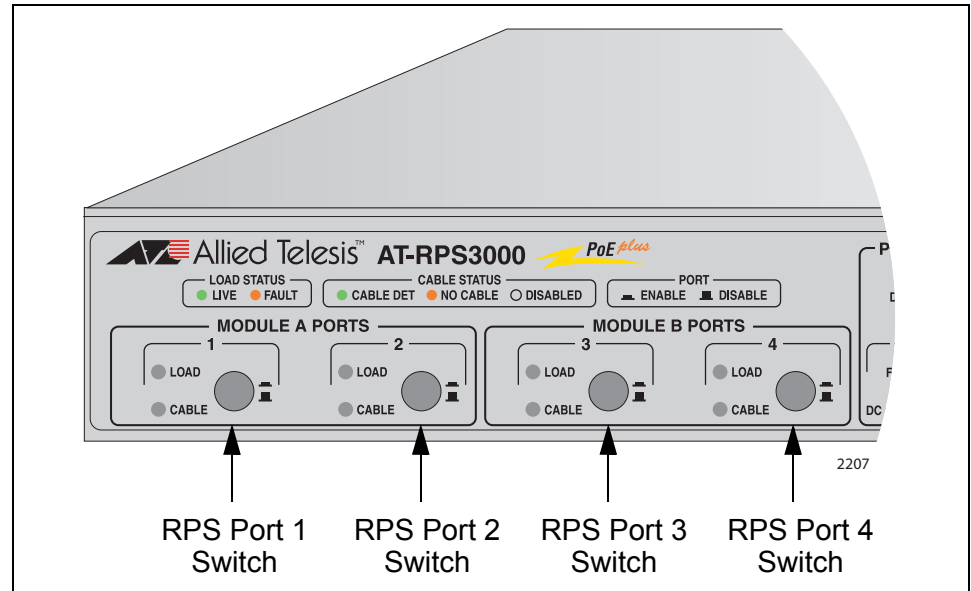 Allied Telesis™ AT-RPS3000 PoE plus
LOAD STATUS
LIVE FAULT
CABLE STATUS
CABLE DET NO CABLE DISABLED
PORT
ENABLE DISABLE
MODULE A PORTS
1 2
LOAD LOAD
CABLE CABLE
MODULE B PORTS
3 4
LOAD LOAD
CABLE CABLE
P
D
F
DC
2207
RPS Port 1
Switch
RPS Port 2
Switch
RPS Port 3
Switch
RPS Port 4
Switch